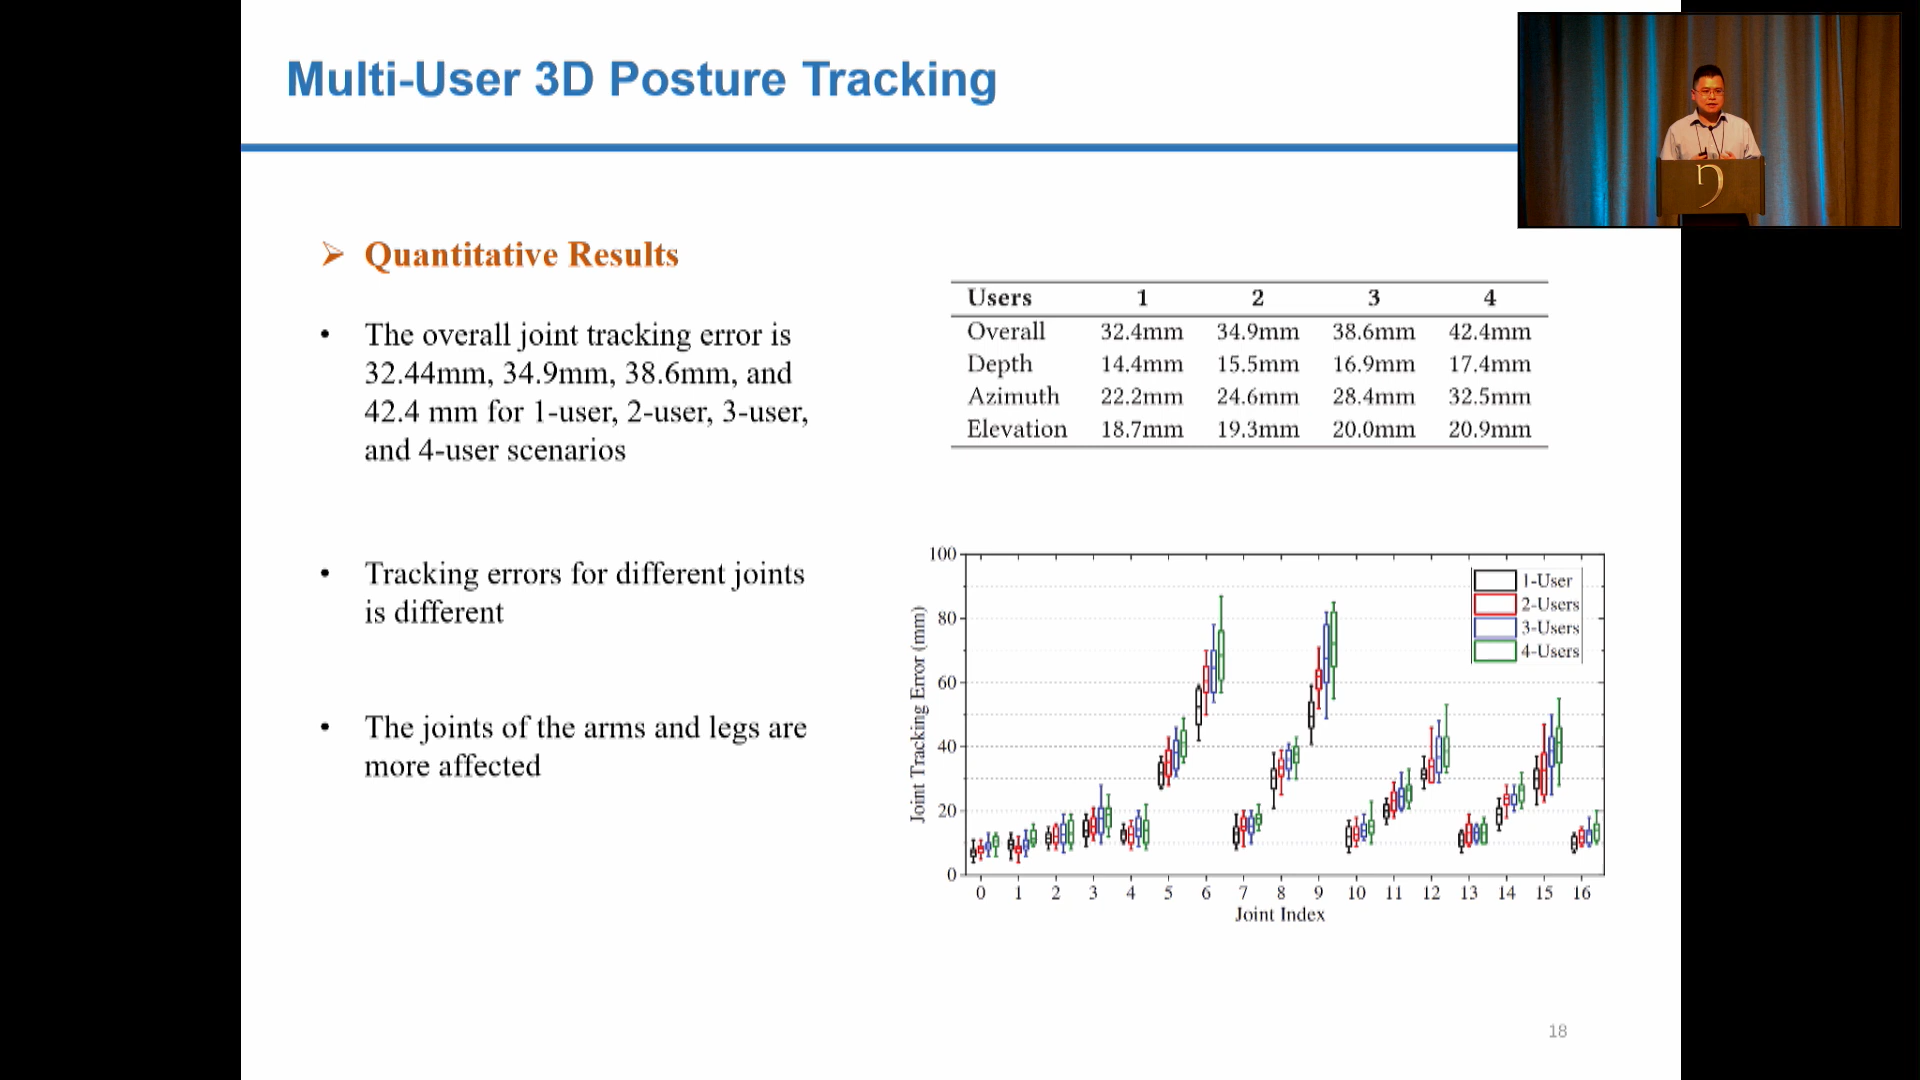 Multi-User 3D Posture Tracking
➢ Quantitative Results
• The overall joint tracking error is
32.44mm, 34.9mm, 38.6mm, and
42.4 mm for 1-user, 2-user, 3-user,
and 4-user scenarios
• Tracking errors for different joints
is different
• The joints of the arms and legs are
more affected
Users 1 2 3 4
Overall 32.4mm 34.9mm 38.6mm 42.4mm
Depth 14.4mm 15.5mm 16.9mm 17.4mm
Azimuth 22.2mm 24.6mm 28.4mm 32.5mm
Elevation 18.7mm 19.3mm 20.0mm 20.9mm
Joint Tracking Error (mm)
100
80
60
40
20
0
1-User
2-Users
3-Users
4-Users
0 1 2 3 4 5 6 7 8 9 10 11 12 13 14 15 16
Joint Index
18